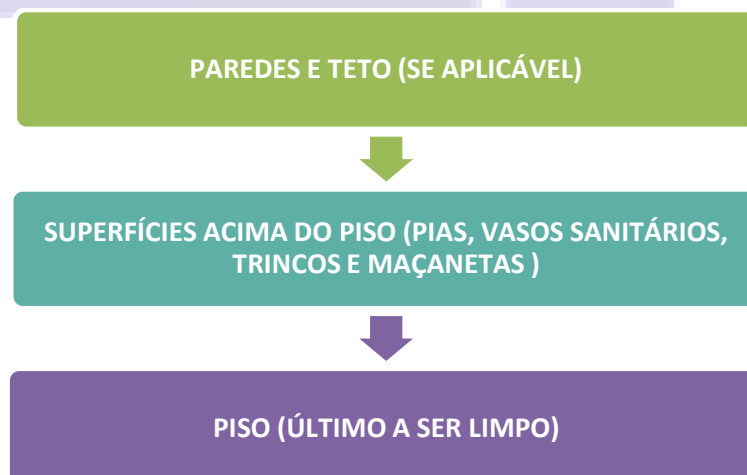 PAREDES E TETO (SE APLICÁVEL)
SUPERFÍCIES ACIMA DO PISO (PIAS, VASOS SANITÁRIOS,
TRINCOS E MAÇANETAS )
PISO (ÚLTIMO A SER LIMPO)